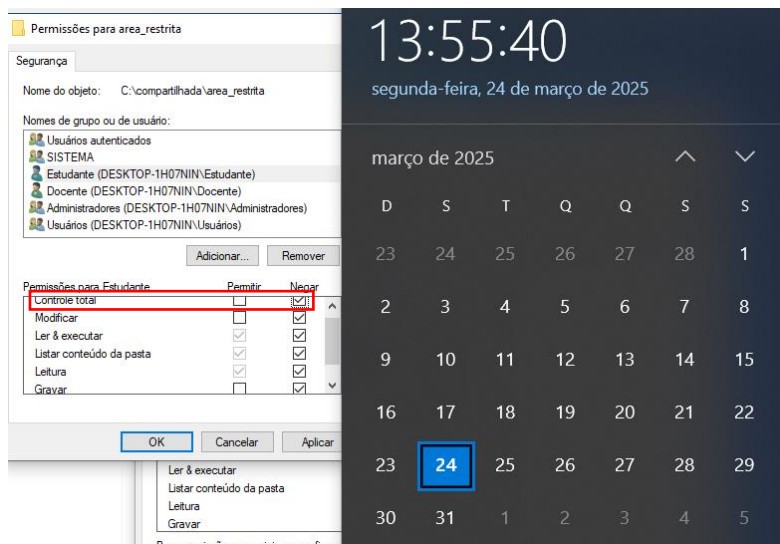 Permissões para area_restrita
Segurança
Nome do objeto: C:\compartilhada\area_restrita
Nomes de grupo ou de usuário:
Usuários autenticados
SISTEMA
Estudante (DESKTOP-1H07NIN\Estudante)
Docente (DESKTOP-1H07NIN\Docente)
Administradores (DESKTOP-1H07NIN\Administradores)
Usuários (DESKTOP-1H07NIN\Usuários)
Adicionar... Remover
Permissões para Estudante Permitir Negar
Controle total
Modificar
Ler & executar
Listar conteúdo da pasta
Leitura
Gravar
OK Cancelar Aplicar
Ler & executar
Listar conteúdo da pasta
Leitura
Gravar
13:55:40
segunda-feira, 24 de março de 2025
março de 2025
D S T Q Q S S
23 24 25 26 27 28 1
2 3 4 5 6 7 8
9 10 11 12 13 14 15
16 17 18 19 20 21 22
23 24 25 26 27 28 29
30 31 1 2 3 4 5